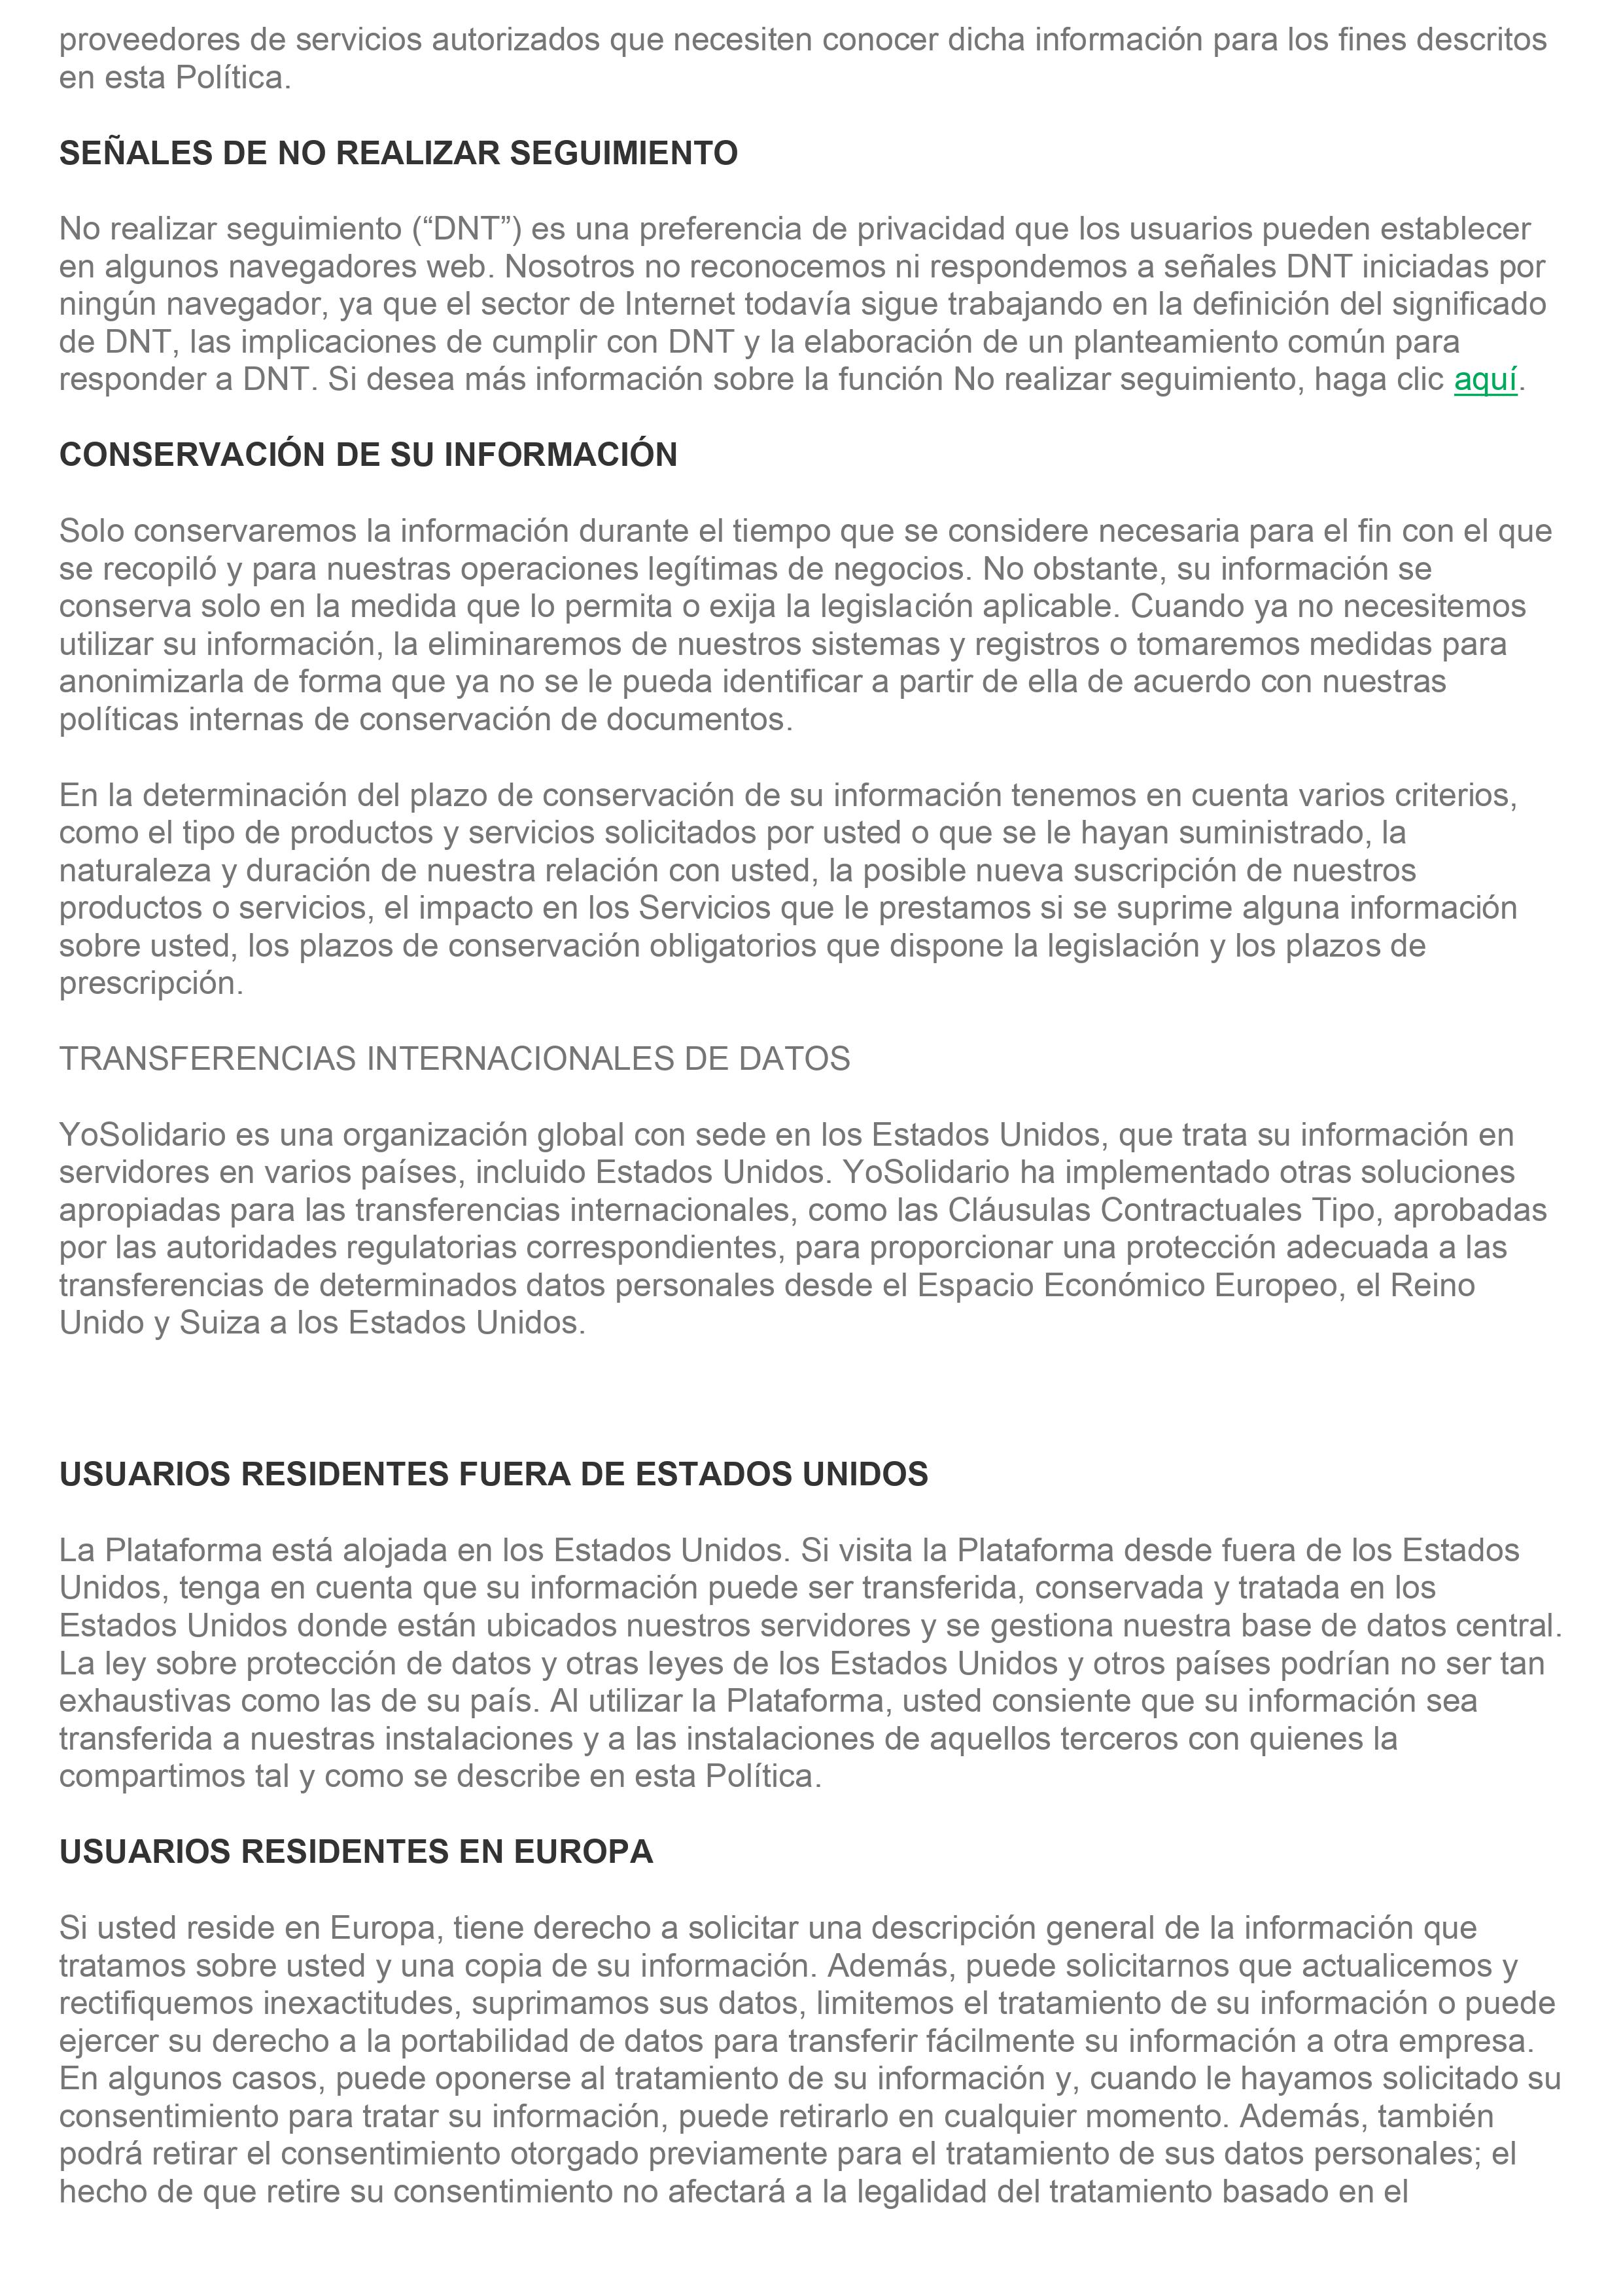 proveedores de servicios autorizados que necesiten conocer dicha información para los fines descritos
en esta Política.
SEÑALES DE NO REALIZAR SEGUIMIENTO
No realizar seguimiento (“DNT”) es una preferencia de privacidad que los usuarios pueden establecer
en algunos navegadores web. Nosotros no reconocemos ni respondemos a señales DNT iniciadas por
ningún navegador, ya que el sector de Internet todavía sigue trabajando en la definición del significado
de DNT, las implicaciones de cumplir con DNT y la elaboración de un planteamiento común para
responder a DNT. Si desea más información sobre la función No realizar seguimiento, haga clic aquí.
CONSERVACIÓN DE SU INFORMACIÓN
Solo conservaremos la información durante el tiempo que se considere necesaria para el fin con el que
se recopiló y para nuestras operaciones legítimas de negocios. No obstante, su información se
conserva solo en la medida que lo permita o exija la legislación aplicable. Cuando ya no necesitemos
utilizar su información, la eliminaremos de nuestros sistemas y registros o tomaremos medidas para
anonimizarla de forma que ya no se le pueda identificar a partir de ella de acuerdo con nuestras
políticas internas de conservación de documentos.
En la determinación del plazo de conservación de su información tenemos en cuenta varios criterios,
como el tipo de productos y servicios solicitados por usted o que se le hayan suministrado, la
naturaleza y duración de nuestra relación con usted, la posible nueva suscripción de nuestros
productos o servicios, el impacto en los Servicios que le prestamos si se suprime alguna información
sobre usted, los plazos de conservación obligatorios que dispone la legislación y los plazos de
prescripción.
TRANSFERENCIAS INTERNACIONALES DE DATOS
YoSolidario es una organización global con sede en los Estados Unidos, que trata su información en
servidores en varios países, incluido Estados Unidos. YoSolidario ha implementado otras soluciones
apropiadas para las transferencias internacionales, como las Cláusulas Contractuales Tipo, aprobadas
por las autoridades regulatorias correspondientes, para proporcionar una protección adecuada a las
transferencias de determinados datos personales desde el Espacio Económico Europeo, el Reino
Unido y Suiza a los Estados Unidos.
USUARIOS RESIDENTES FUERA DE ESTADOS UNIDOS
La Plataforma está alojada en los Estados Unidos. Si visita la Plataforma desde fuera de los Estados
Unidos, tenga en cuenta que su información puede ser transferida, conservada y tratada en los
Estados Unidos donde están ubicados nuestros servidores y se gestiona nuestra base de datos central.
La ley sobre protección de datos y otras leyes de los Estados Unidos y otros países podrían no ser tan
exhaustivas como las de su país. Al utilizar la Plataforma, usted consiente que su información sea
transferida a nuestras instalaciones y a las instalaciones de aquellos terceros con quienes la
compartimos tal y como se describe en esta Política.
USUARIOS RESIDENTES EN EUROPA
Si usted reside en Europa, tiene derecho a solicitar una descripción general de la información que
tratamos sobre usted y una copia de su información. Además, puede solicitarnos que actualicemos y
rectifiquemos inexactitudes, suprimamos sus datos, limitemos el tratamiento de su información o puede
ejercer su derecho a la portabilidad de datos para transferir fácilmente su información a otra empresa.
En algunos casos, puede oponerse al tratamiento de su información y, cuando le hayamos solicitado su
consentimiento para tratar su información, puede retirarlo en cualquier momento. Además, también
podrá retirar el consentimiento otorgado previamente para el tratamiento de sus datos personales; el
hecho de que retire su consentimiento no afectará a la legalidad del tratamiento basado en el